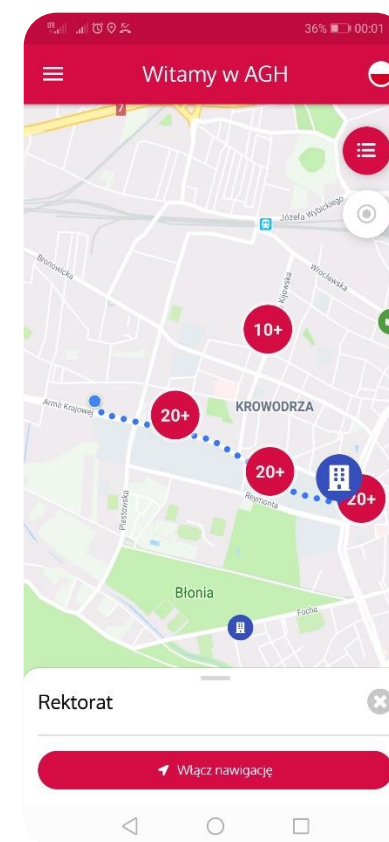 36% 00:01
Witamy w AGH
7
Józefa Wybickiego
Bronowicka
Wrocławska
Kijowska
10+
Armii Krajowej
20+
KROWODRZA
20+
20+
Reymonta
Piastowska
Błonia
Focha
Rektorat
Włącz nawigację